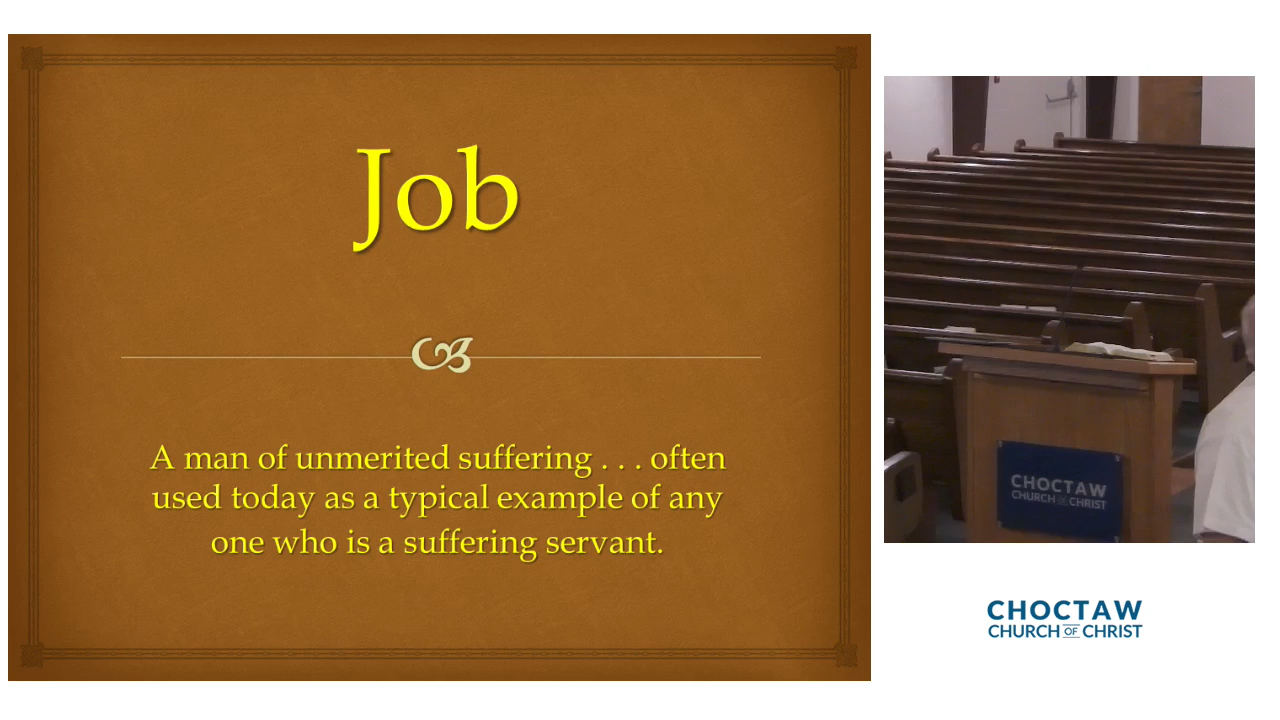 Job
A man of unmerited suffering . . . often
used today as a typical example of any
one who is a suffering servant.
CHOCTAW
CHURCH OF CHRIST
CHOCTAW
CHURCH OF CHRIST